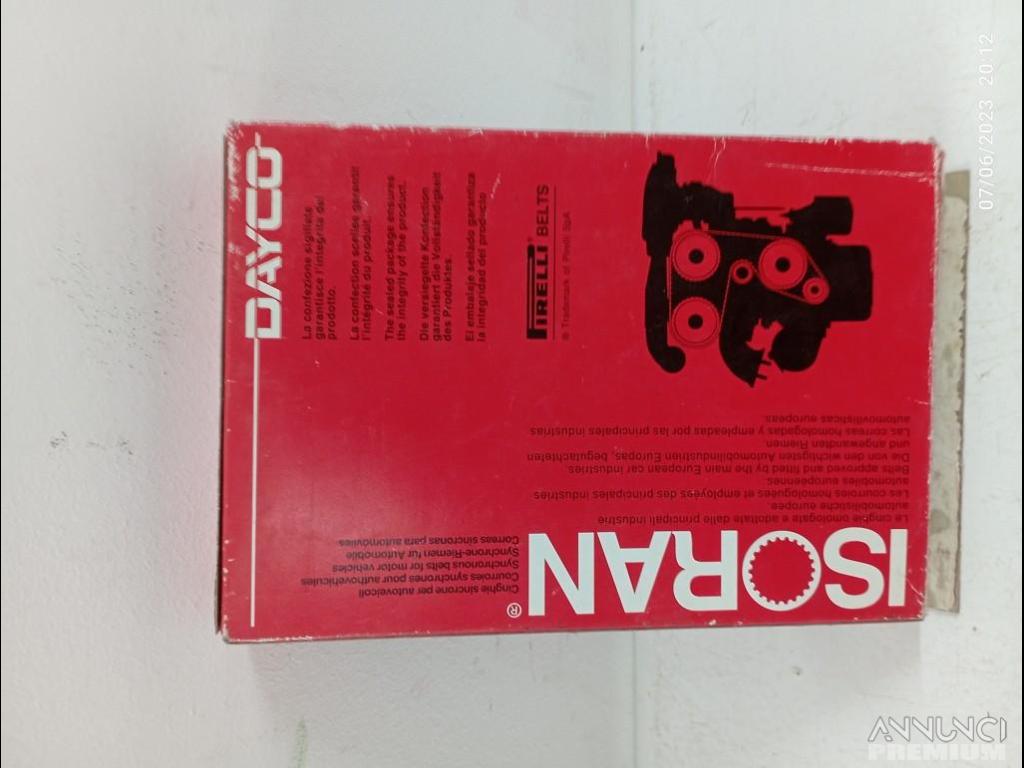 DAYCO
La confezione sigillata
garantisce l'integrità del
prodotto.
La confection scellée garantit
l'intégrité du produit.
The sealed package ensures
the integrity of the product.
Die versiegelte Konfection
garantiert die Vollständigkeit
des Produktes.
El embalaje sellado garantiza
la integridad del producto
PIRELLI® BELTS
® Trademark of Pirelli SpA
ISORAN®
Cinghie sincrone per autoveicoli
Courroies synchrones pour authovehicules
Synchronous belts for motor vehicles
Synchrone-Riemen für Automobile
Correas sincronas para automóviles
Le cinghie omologate e adottate dalle principali industrie
automobilistiche europee.
Les courroies homologuées et employées des principales industries
automobiles européennes.
Belts approved and fitted by the main European car industries.
Die von den wichtigsten Automobilindustrien Europas, begutachteten
und angewandten Riemen.
Las correas homologadas y empleadas por las principales industrias
automovilísticas europeas.
07/06/2023 20:12
ANNUNCI
PREMIUM